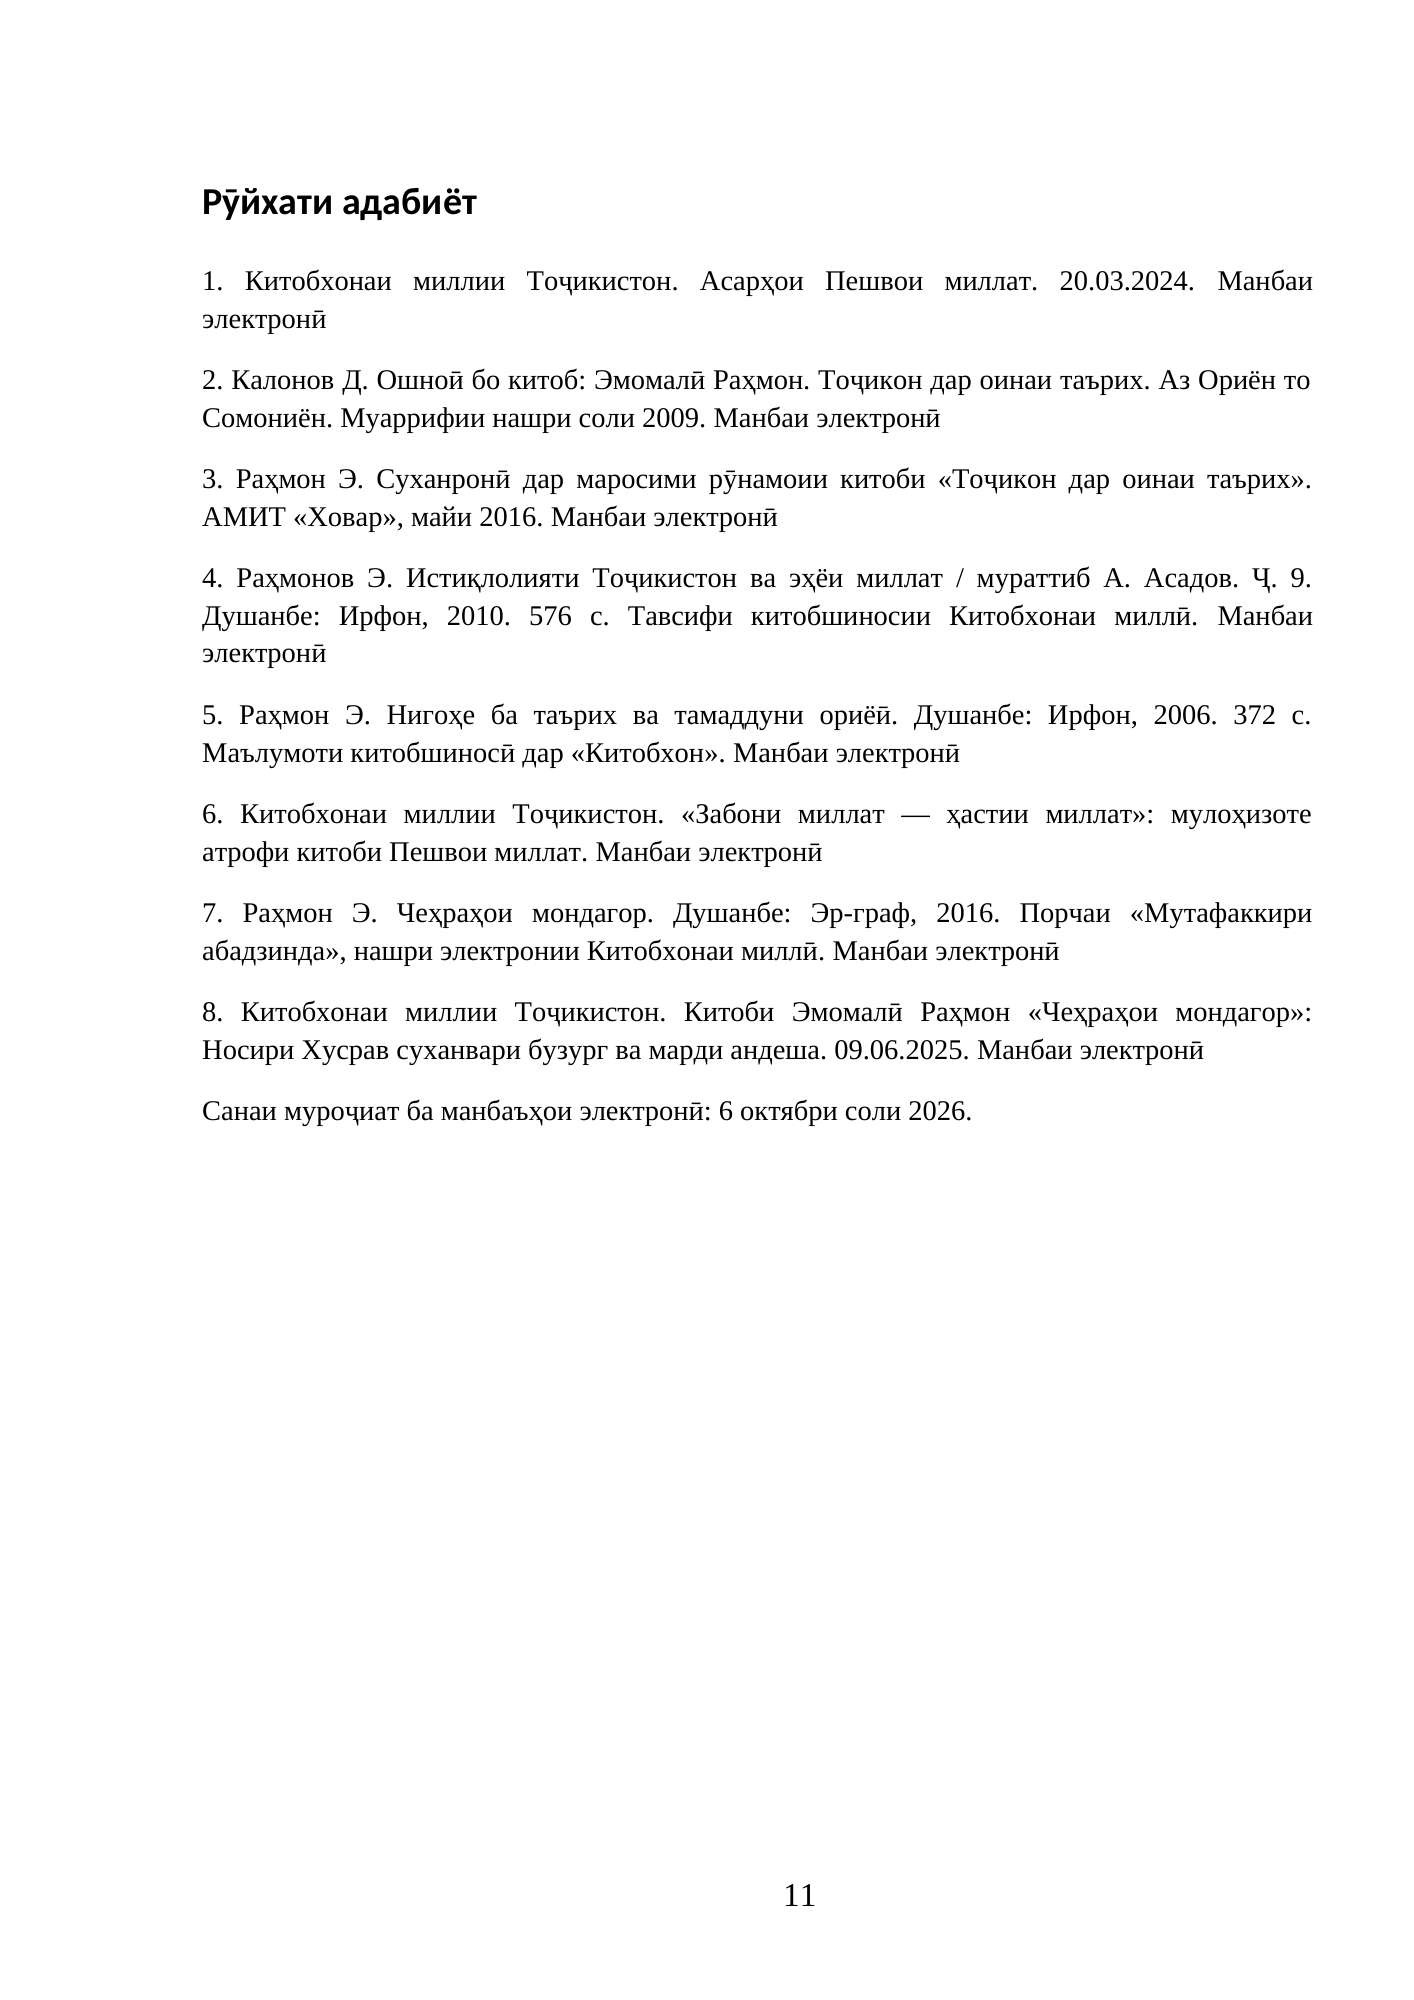 Рӯйхати адабиёт
1. Китобхонаи миллии Тоҷикистон. Асарҳои Пешвои миллат. 20.03.2024. Манбаи
электронӣ
2. Калонов Д. Ошноӣ бо китоб: Эмомалӣ Раҳмон. Тоҷикон дар оинаи таърих. Аз Ориён то
Сомониён. Муаррифии нашри соли 2009. Манбаи электронӣ
3. Раҳмон Э. Суханронӣ дар маросими рӯнамоии китоби «Тоҷикон дар оинаи таърих».
АМИТ «Ховар», майи 2016. Манбаи электронӣ
4. Раҳмонов Э. Истиқлолияти Тоҷикистон ва эҳёи миллат / мураттиб А. Асадов. Ҷ. 9.
Душанбе: Ирфон, 2010. 576 с. Тавсифи китобшиносии Китобхонаи миллӣ. Манбаи
электронӣ
5. Раҳмон Э. Нигоҳе ба таърих ва тамаддуни ориёӣ. Душанбе: Ирфон, 2006. 372 с.
Маълумоти китобшиносӣ дар «Китобхон». Манбаи электронӣ
6. Китобхонаи миллии Тоҷикистон. «Забони миллат — ҳастии миллат»: мулоҳизоте
атрофи китоби Пешвои миллат. Манбаи электронӣ
7. Раҳмон Э. Чеҳраҳои мондагор. Душанбе: Эр-граф, 2016. Порчаи «Мутафаккири
абадзинда», нашри электронии Китобхонаи миллӣ. Манбаи электронӣ
8. Китобхонаи миллии Тоҷикистон. Китоби Эмомалӣ Раҳмон «Чеҳраҳои мондагор»:
Носири Хусрав суханвари бузург ва марди андеша. 09.06.2025. Манбаи электронӣ
Санаи муроҷиат ба манбаъҳои электронӣ: 6 октябри соли 2026.
11